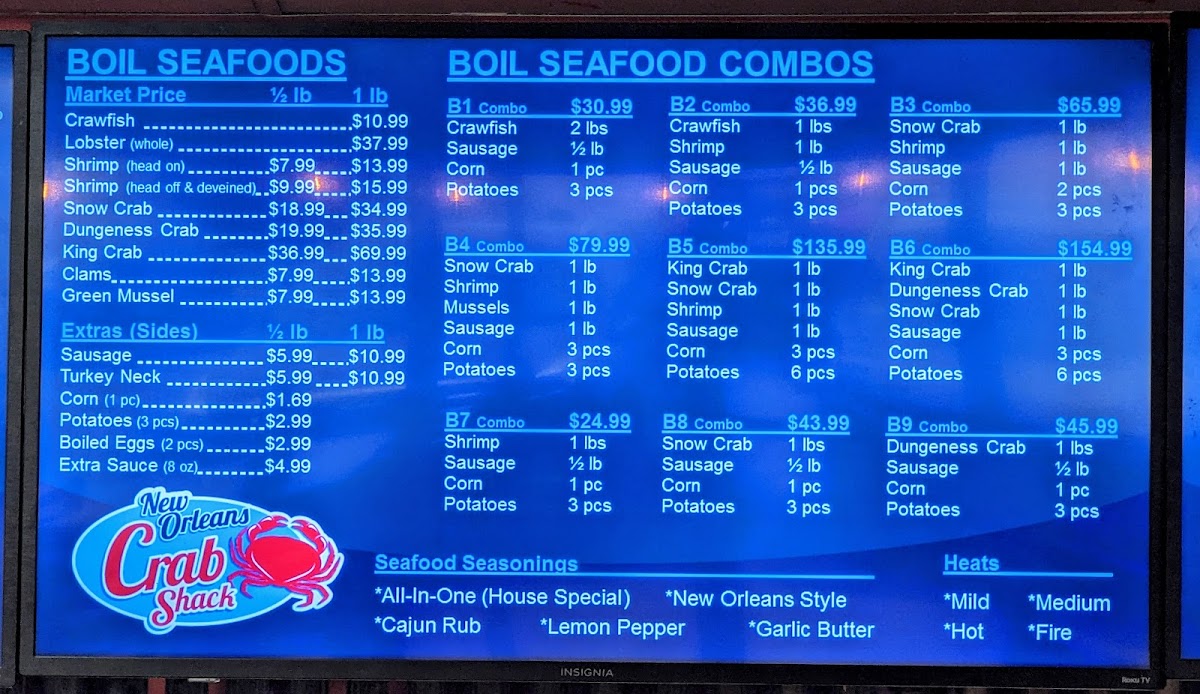 BOIL SEAFOODS
Market Price ½ lb 1 lb
Crawfish $10.99
Lobster (whole) $37.99
Shrimp (head on) $7.99 $13.99
Shrimp (head off & deveined) $9.99 $15.99
Snow Crab $18.99 $34.99
Dungeness Crab $19.99 $35.99
King Crab $36.99 $69.99
Clams $7.99 $13.99
Green Mussel $7.99 $13.99
Extras (Sides) ½ lb 1 lb
Sausage $5.99 $10.99
Turkey Neck $5.99 $10.99
Corn (1 pc) $1.69
Potatoes (3 pcs) $2.99
Boiled Eggs (2 pcs) $2.99
Extra Sauce (8 oz) $4.99
New
Orleans
Crab
Shack
BOIL SEAFOOD COMBOS
B1 Combo $30.99
Crawfish 2 lbs
Sausage ½ lb
Corn 1 pc
Potatoes 3 pcs
B2 Combo $36.99
Crawfish 1 lbs
Shrimp 1 lb
Sausage ½ lb
Corn 1 pcs
Potatoes 3 pcs
B3 Combo $65.99
Snow Crab 1 lb
Shrimp 1 lb
Sausage 1 lb
Corn 2 pcs
Potatoes 3 pcs
B4 Combo $79.99
Snow Crab 1 lb
Shrimp 1 lb
Mussels 1 lb
Sausage 1 lb
Corn 3 pcs
Potatoes 3 pcs
B5 Combo $135.99
King Crab 1 lb
Snow Crab 1 lb
Shrimp 1 lb
Sausage 1 lb
Corn 3 pcs
Potatoes 6 pcs
B6 Combo $154.99
King Crab 1 lb
Dungeness Crab 1 lb
Snow Crab 1 lb
Sausage 1 lb
Corn 3 pcs
Potatoes 6 pcs
B7 Combo $24.99
Shrimp 1 lbs
Sausage ½ lb
Corn 1 pc
Potatoes 3 pcs
B8 Combo $43.99
Snow Crab 1 lbs
Sausage ½ lb
Corn 1 pc
Potatoes 3 pcs
B9 Combo $45.99
Dungeness Crab 1 lbs
Sausage ½ lb
Corn 1 pc
Potatoes 3 pcs
Seafood Seasonings
*All-In-One (House Special) *New Orleans Style
*Cajun Rub *Lemon Pepper *Garlic Butter
Heats
*Mild *Medium
*Hot *Fire
INSIGNIA
Roku TV